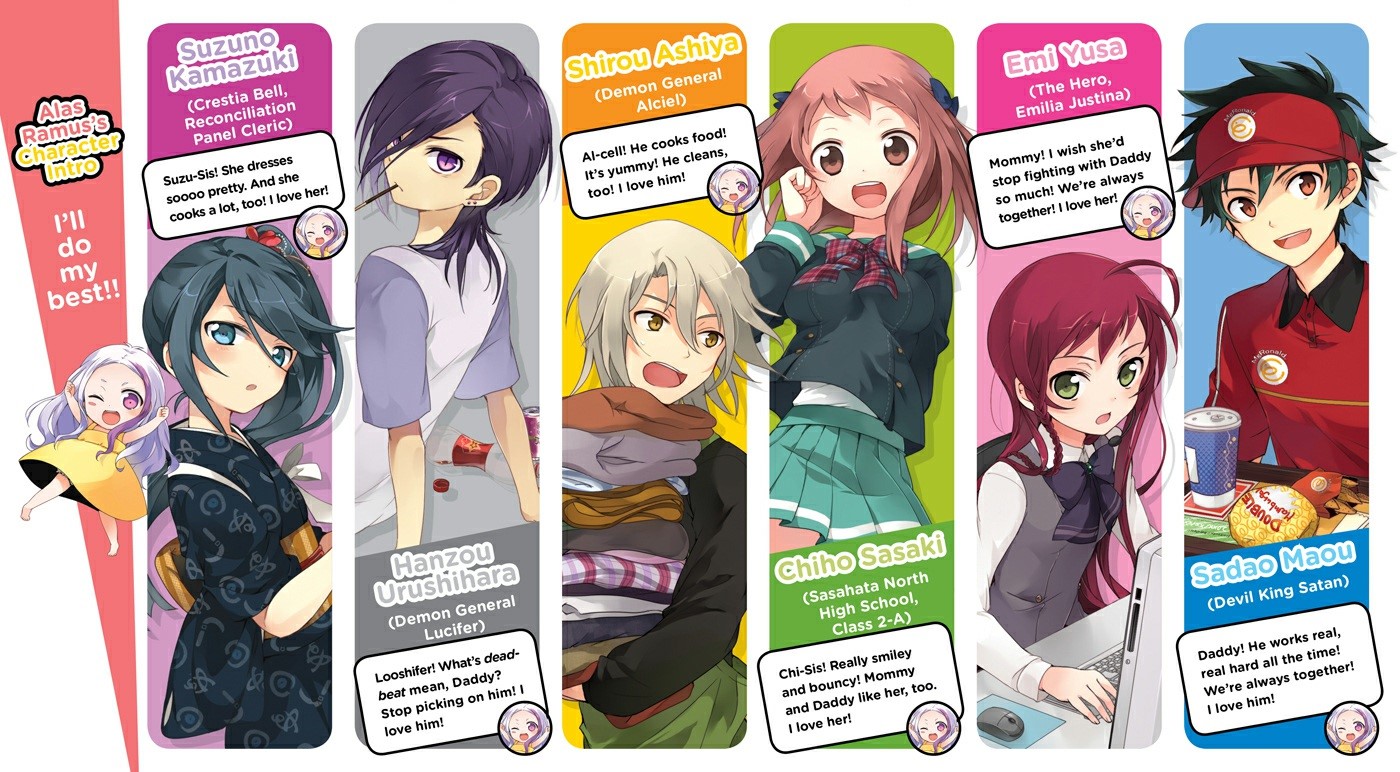 Alas
Ramus's
Character
Intro
I'll
do
my
best!!
Suzuno
Kamazuki
(Crestia Bell,
Reconciliation
Panel Cleric)
Suzu-Sis! She dresses
soooo pretty. And she
cooks a lot, too! I love her!
Hanzou
Urushihara
(Demon General
Lucifer)
Looshifer! What's dead-
beat mean, Daddy?
Stop picking on him! I
love him!
Shirou Ashiya
(Demon General
Alciel)
Al-cell! He cooks food!
It's yummy! He cleans,
too! I love him!
Chiho Sasaki
(Sasahata North
High School,
Class 2-A)
Chi-Sis! Really smiley
and bouncy! Mommy
and Daddy like her, too.
I love her!
Emi Yusa
(The Hero,
Emilia Justina)
Mommy! I wish she'd
stop fighting with Daddy
so much! We're always
together! I love her!
MgRonald
MgRonald
DOUBLE
Hamburger
Sadao Maou
(Devil King Satan)
Daddy! He works real,
real hard all the time!
We're always together!
I love him!